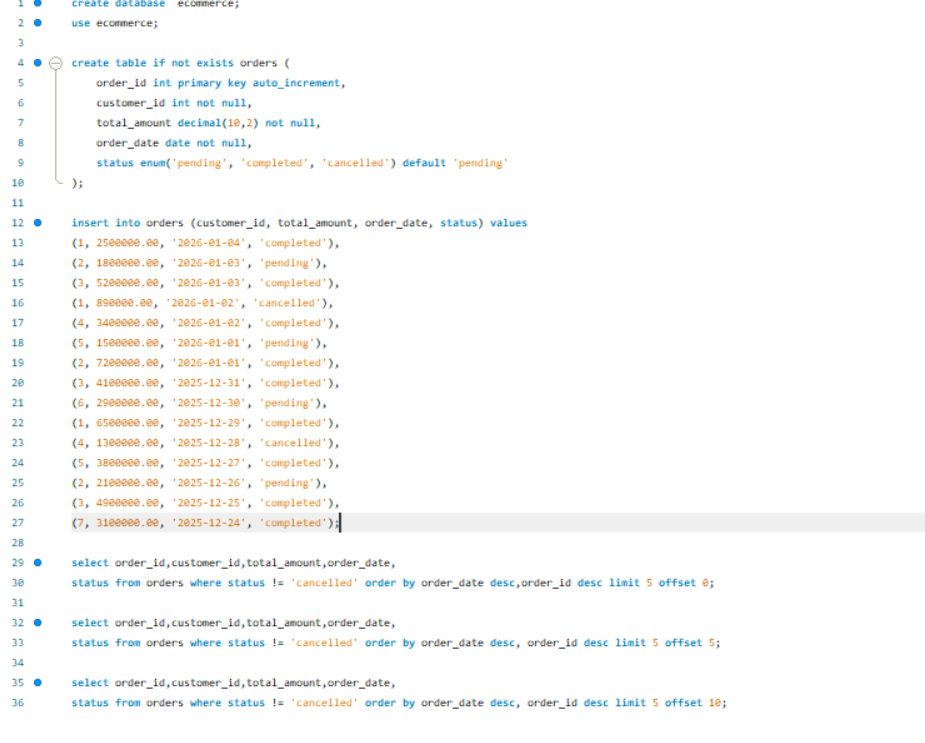 1 create database ecommerce;
2 use ecommerce;
3
4 create table if not exists orders (
5 order_id int primary key auto_increment,
6 customer_id int not null,
7 total_amount decimal(10,2) not null,
8 order_date date not null,
9 status enum('pending', 'completed', 'cancelled') default 'pending'
10 );
11
12 insert into orders (customer_id, total_amount, order_date, status) values
13 (1, 2500000.00, '2026-01-04', 'completed'),
14 (2, 1800000.00, '2026-01-03', 'pending'),
15 (3, 5200000.00, '2026-01-03', 'completed'),
16 (1, 890000.00, '2026-01-02', 'cancelled'),
17 (4, 3400000.00, '2026-01-02', 'completed'),
18 (5, 1500000.00, '2026-01-01', 'pending'),
19 (2, 7200000.00, '2026-01-01', 'completed'),
20 (3, 4100000.00, '2025-12-31', 'completed'),
21 (6, 2900000.00, '2025-12-30', 'pending'),
22 (1, 6500000.00, '2025-12-29', 'completed'),
23 (4, 1300000.00, '2025-12-28', 'cancelled'),
24 (5, 3800000.00, '2025-12-27', 'completed'),
25 (2, 2100000.00, '2025-12-26', 'pending'),
26 (3, 4900000.00, '2025-12-25', 'completed'),
27 (7, 3100000.00, '2025-12-24', 'completed');
28
29 select order_id,customer_id,total_amount,order_date,
30 status from orders where status != 'cancelled' order by order_date desc,order_id desc limit 5 offset 0;
31
32 select order_id,customer_id,total_amount,order_date,
33 status from orders where status != 'cancelled' order by order_date desc, order_id desc limit 5 offset 5;
34
35 select order_id,customer_id,total_amount,order_date,
36 status from orders where status != 'cancelled' order by order_date desc, order_id desc limit 5 offset 10;